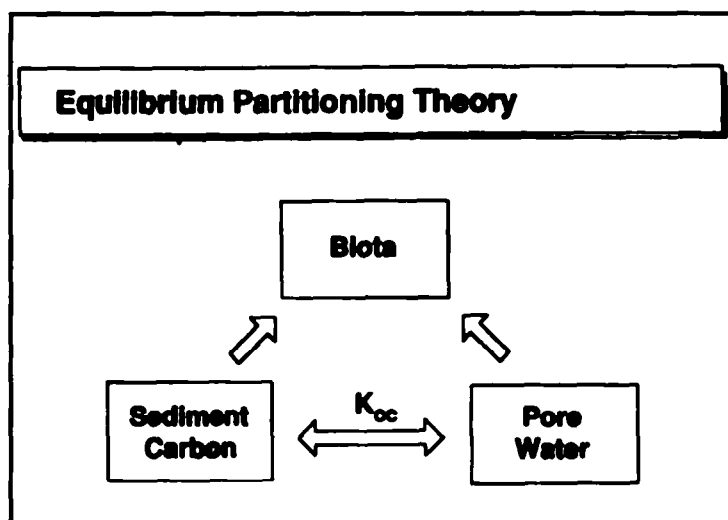 Equilibrium Partitioning Theory
Biota
Sediment
Carbon
Koc
Pore
Water